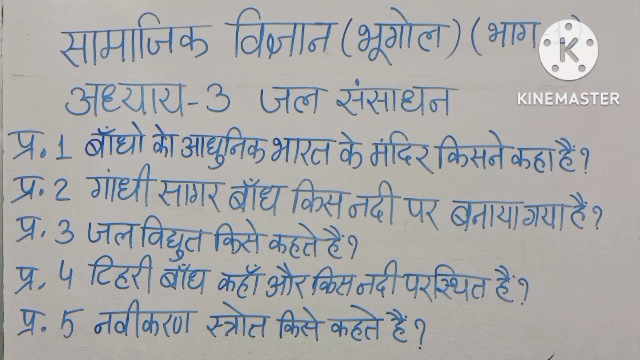 सामाजिक विज्ञान (भूगोल) (भाग
KINEMASTER
अध्याय-3 जल संसाधन
प्र. 1 बाँधो को आधुनिक भारत के मंदिर किसने कहा हैं?
प्र. 2 गांधी सागर बाँध किस नदी पर बनाया गया है?
प्र. 3 जल विद्युत किसे कहते हैं?
प्र. 4 टिहरी बाँध कहाँ और किस नदी पर स्थित हैं?
प्र. 5 नवीकरण स्त्रोत किसे कहते हैं?